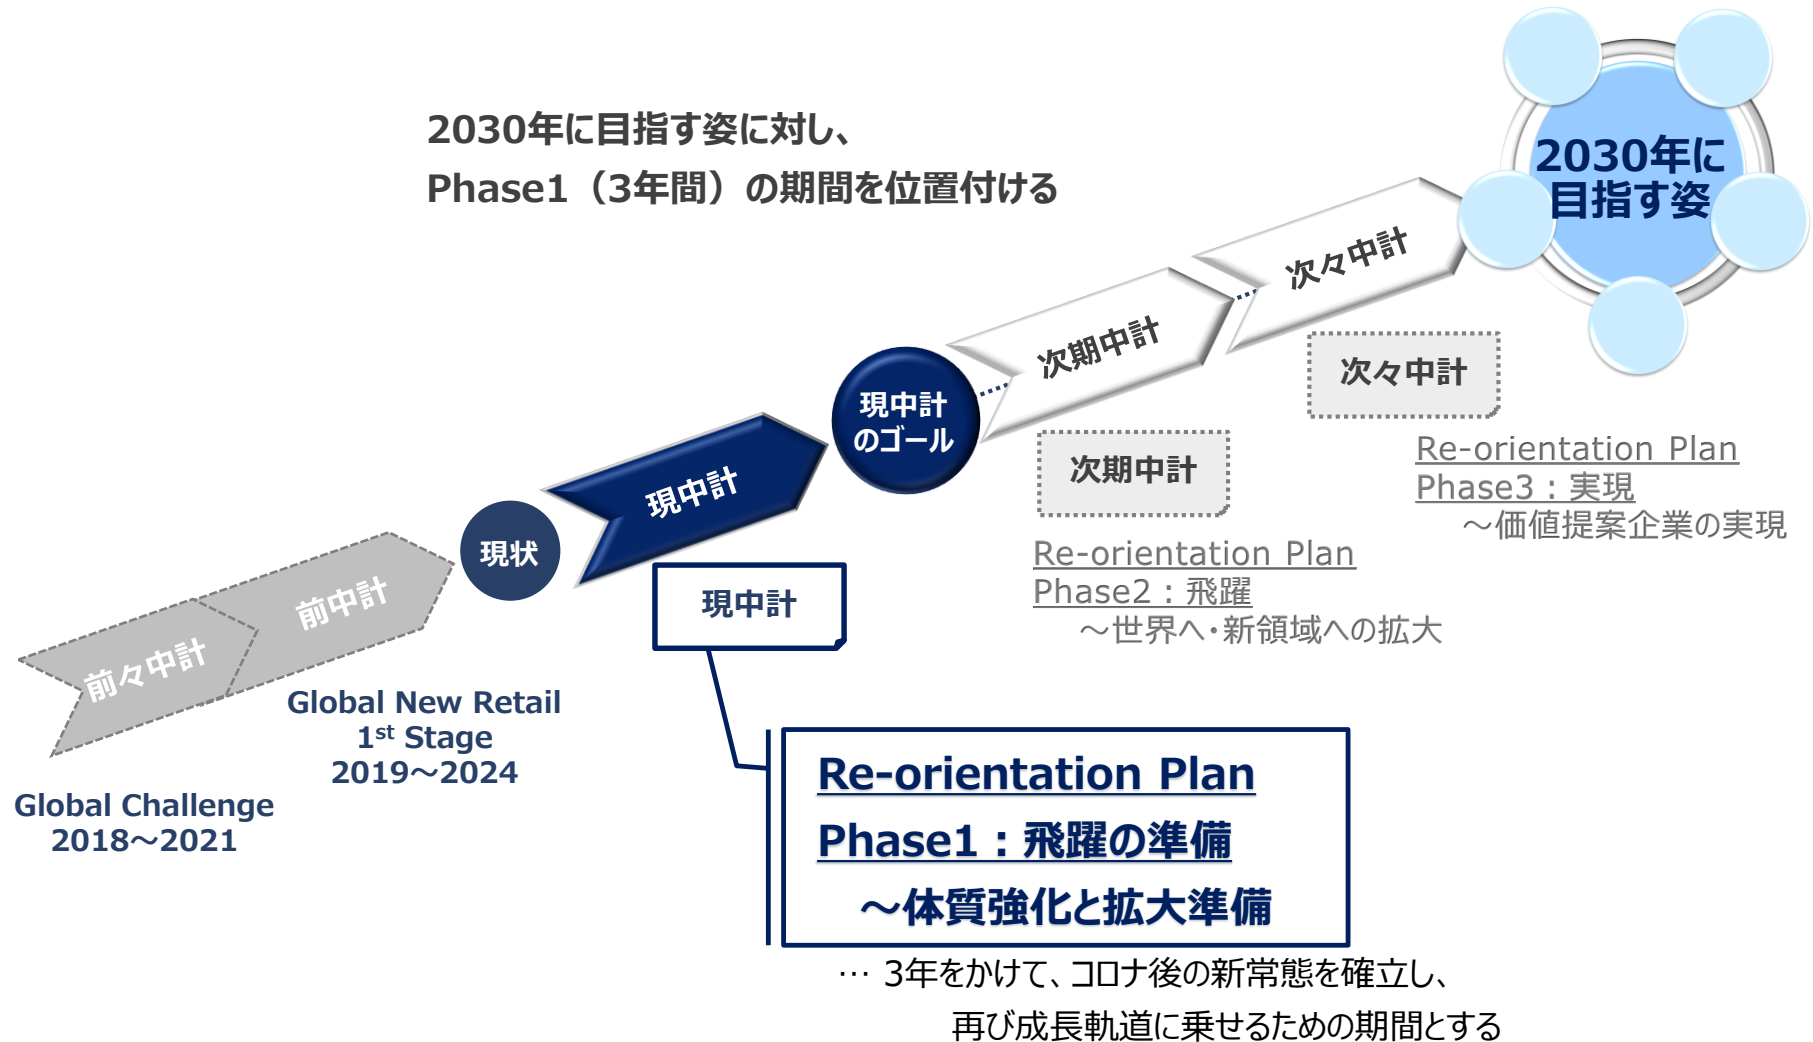 2030年に目指す姿に対し、
Phase1（3年間）の期間を位置付ける
2030年に
目指す姿
次々中計
次期中計
次々中計
現中計
のゴール
Re-orientation Plan
Phase3：実現
～価値提案企業の実現
次期中計
現中計
現状
Re-orientation Plan
Phase2：飛躍
～世界へ・新領域への拡大
前中計
現中計
前々中計
Global New Retail
1st Stage
2019～2024
Global Challenge
2018～2021
Re-orientation Plan
Phase1：飛躍の準備
～体質強化と拡大準備
… 3年をかけて、コロナ後の新常態を確立し、
再び成長軌道に乗せるための期間とする